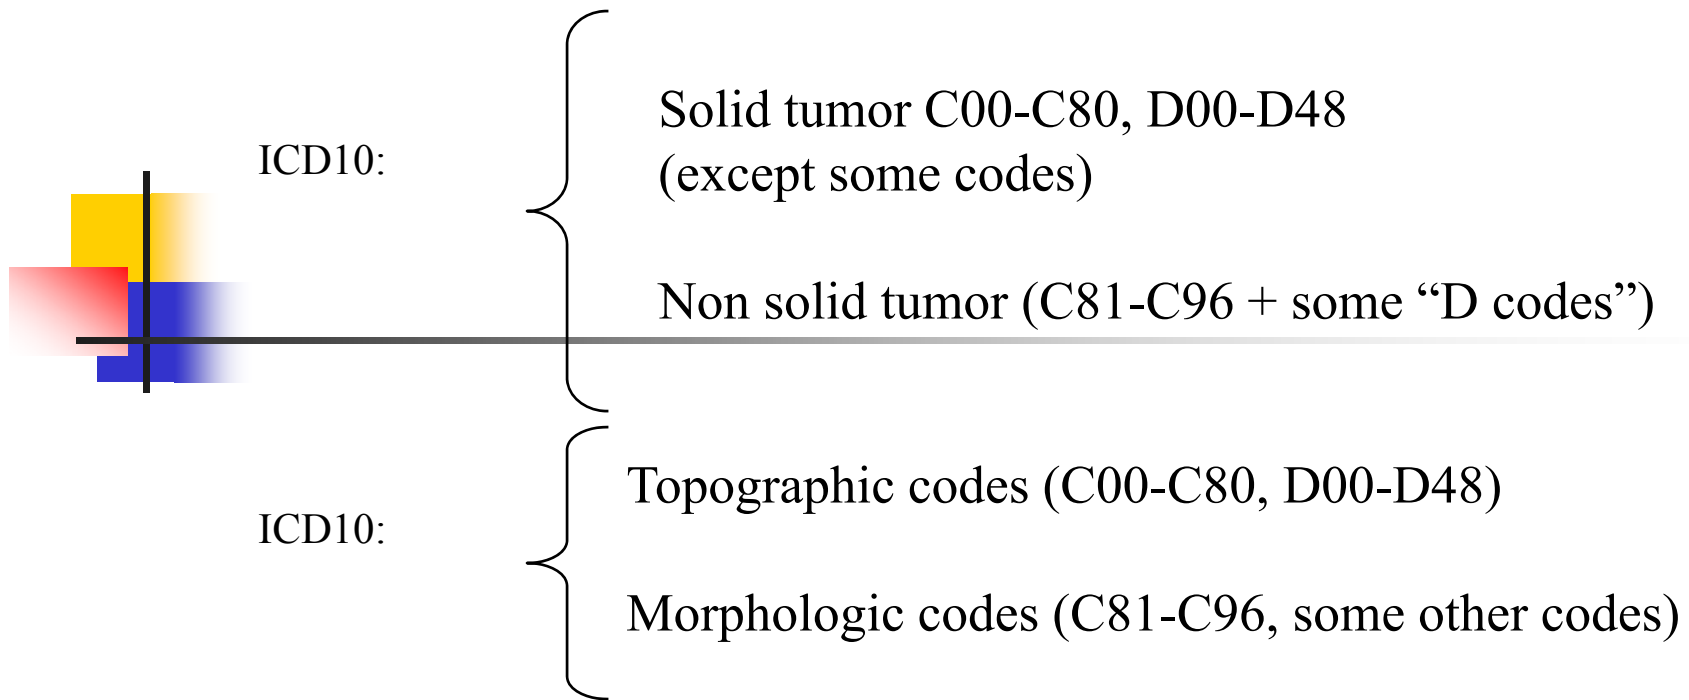 ICD10:
Solid tumor C00-C80, D00-D48
(except some codes)
Non solid tumor (C81-C96 + some “D codes”)
ICD10:
Topographic codes (C00-C80, D00-D48)
Morphologic codes (C81-C96, some other codes)